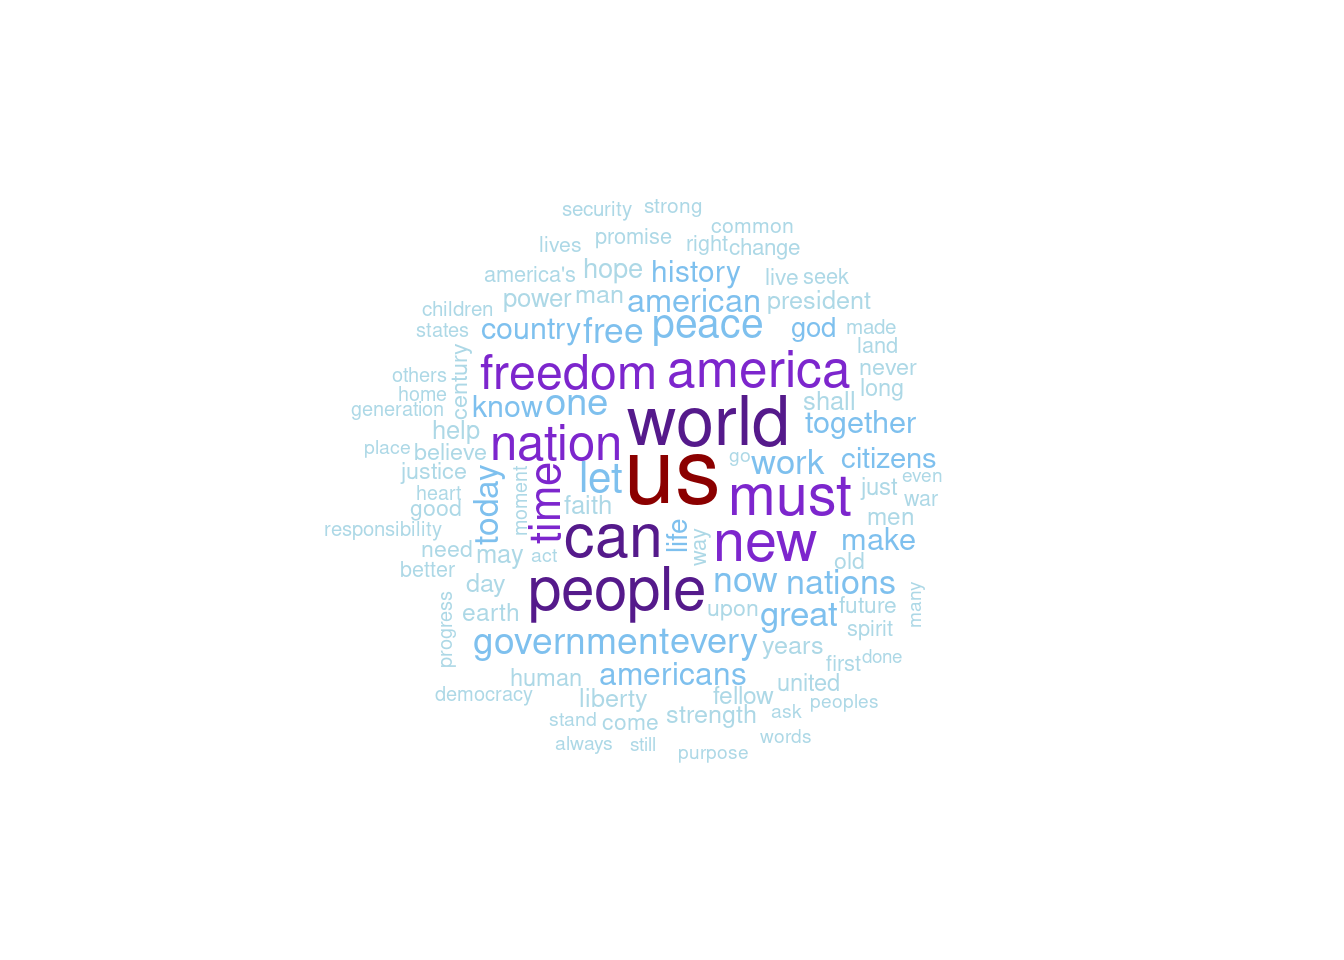 security strong
common
lives promise right change
america's hope history live seek
power man american president
children
states country free peace god made
land
others century freedom america never
home long
generation know one world shall together
help
place believe nation us go work citizens
justice today moment time let must just even
heart
good faith war
responsibility can life way new men make
need may act old
better day people now nations
progress earth upon great future many
spirit
government every years
first done
human americans united
democracy liberty fellow peoples
stand come strength ask
always still purpose words